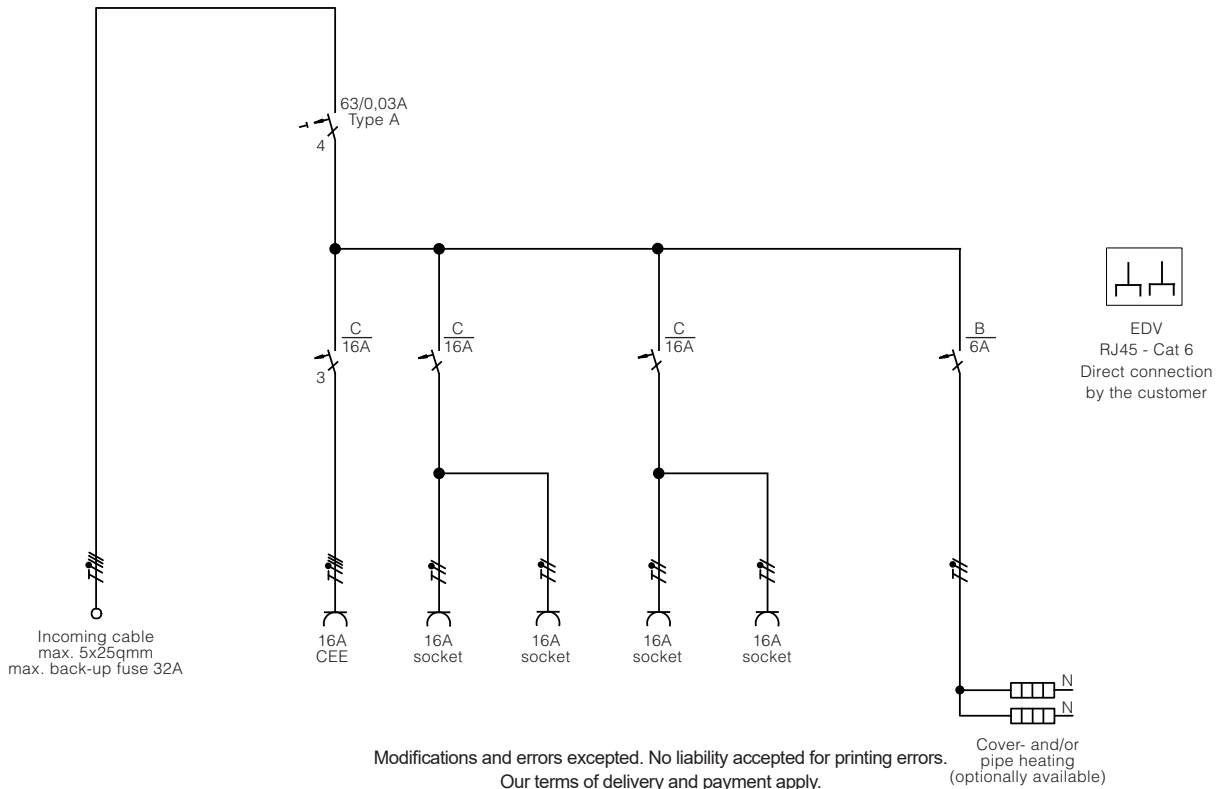 63/0,03A
Type A
4
C
16A
3
C
16A
C
16A
B
6A
EDV
RJ45 - Cat 6
Direct connection
by the customer
Incoming cable
max. 5x25qmm
max. back-up fuse 32A
16A
CEE
16A
socket
16A
socket
16A
socket
16A
socket
N
N
Cover- and/or
pipe heating
(optionally available)
Modifications and errors excepted. No liability accepted for printing errors.
Our terms of delivery and payment apply.